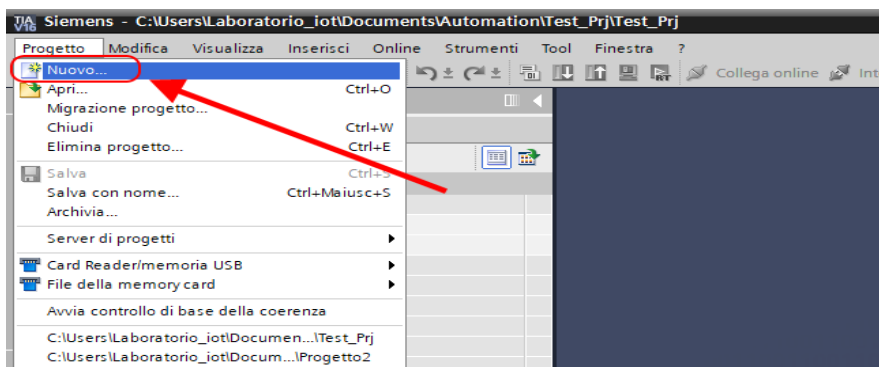 TIA V16 Siemens - C:\Users\Laboratorio_iot\Documents\Automation\Test_Prj\Test_Prj
Progetto Modifica Visualizza Inserisci Online Strumenti Tool Finestra ?
Nuovo...
Collega online
Apri... Ctrl+O
Migrazione progetto...
Chiudi Ctrl+W
Elimina progetto... Ctrl+E
Salva Ctrl+S
Salva con nome... Ctrl+Maiusc+S
Archivia...
Server di progetti
Card Reader/memoria USB
File della memory card
Avvia controllo di base della coerenza
C:\Users\Laboratorio_iot\Documen...\Test_Prj
C:\Users\Laboratorio_iot\Docum...\Progetto2